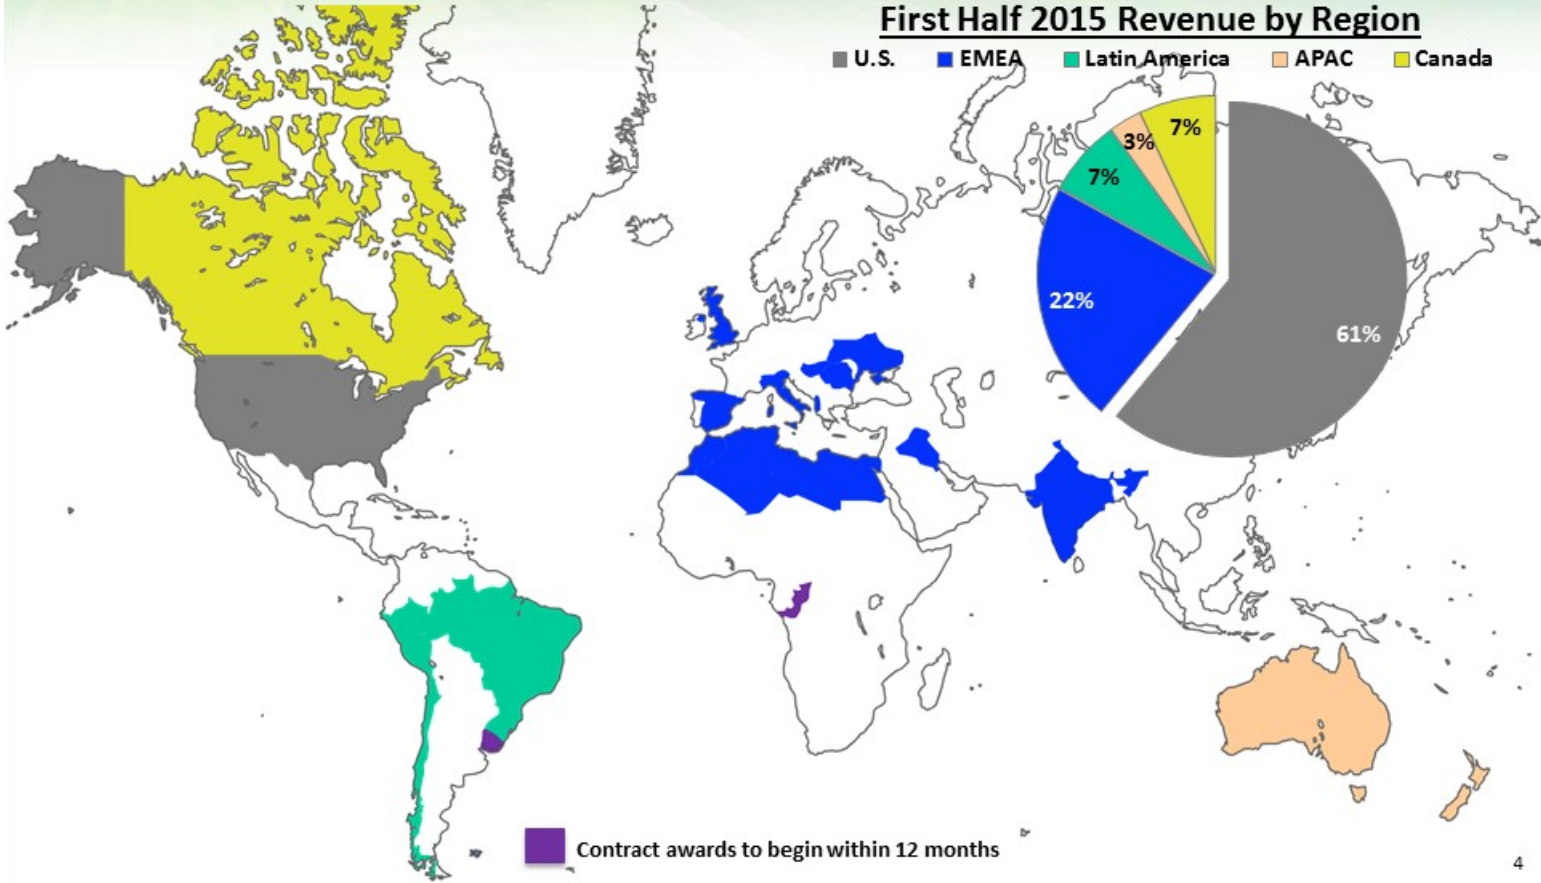 First Half 2015 Revenue by Region
U.S. EMEA Latin America APAC Canada
7%
3%
7%
22%
61%
Contract awards to begin within 12 months
4